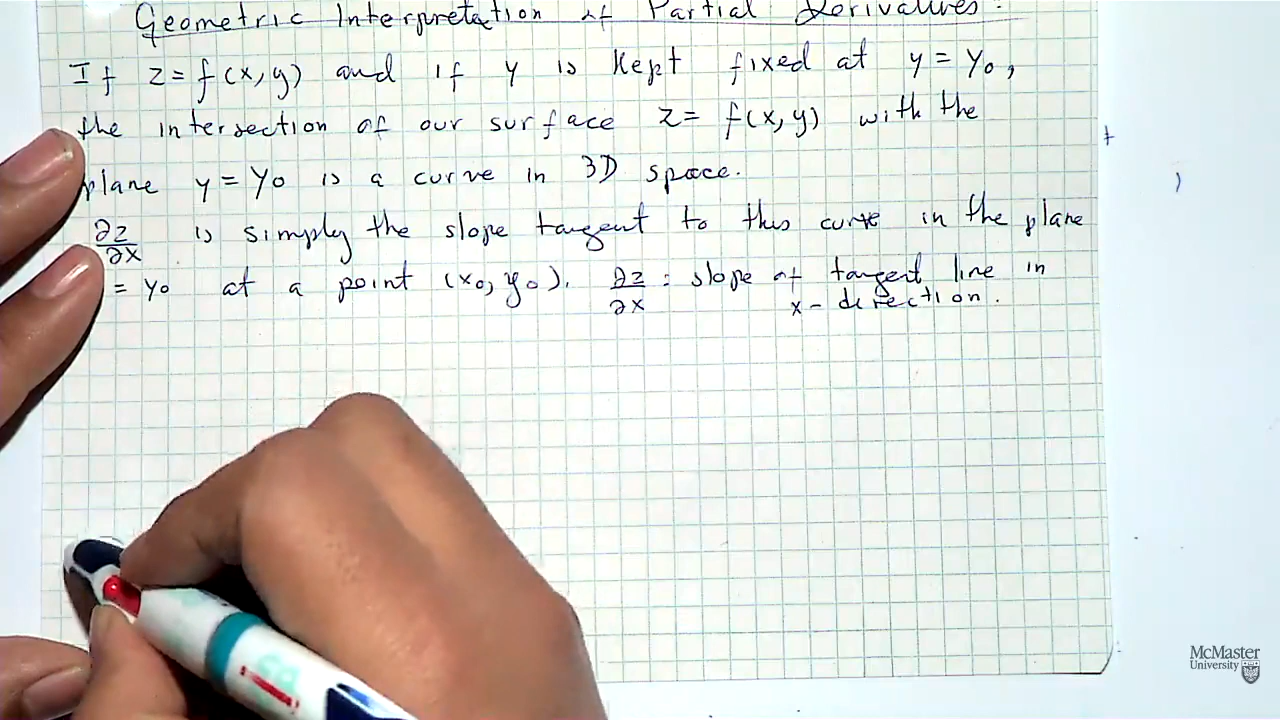 Geometric Interpretation of Partial Derivatives:
If z = f(x,y) and if y is kept fixed at y = y₀,
the intersection of our surface z = f(x,y) with the
plane y = y₀ is a curve in 3D space.
∂z/∂x is simply the slope tangent to this curve in the plane
= y₀ at a point (x₀, y₀). ∂z/∂x : slope of tangent line in
x-direction.
McMaster
University